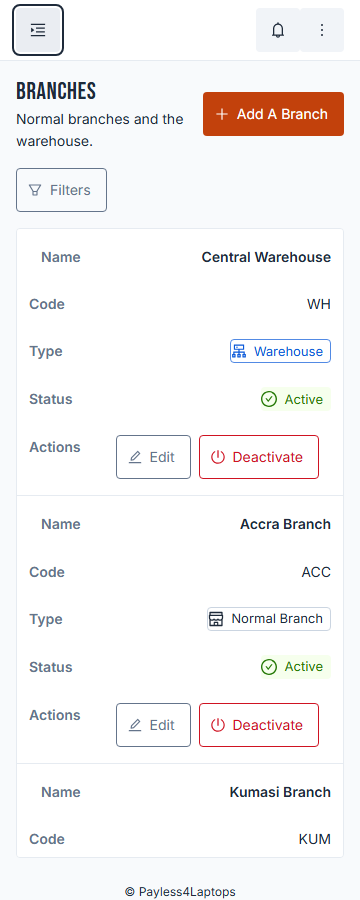 BRANCHES
Normal branches and the
warehouse.
Add A Branch
Filters
Name Central Warehouse
Code WH
Type Warehouse
Status Active
Actions Edit Deactivate
Name Accra Branch
Code ACC
Type Normal Branch
Status Active
Actions Edit Deactivate
Name Kumasi Branch
Code KUM
© Payless4Laptops